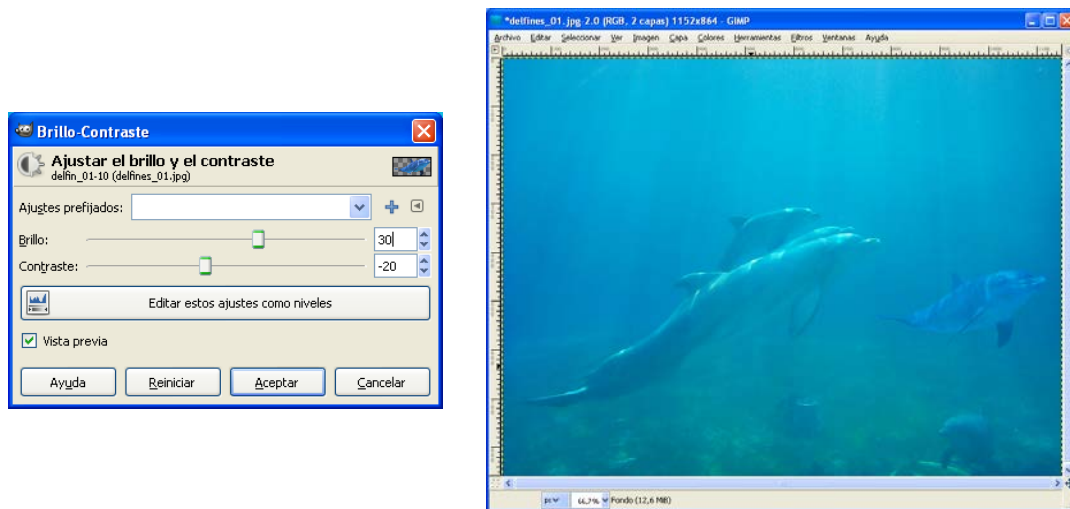 Brillo-Contraste
Ajustar el brillo y el contraste
delfin_01-10 (delfines_01.jpg)
Ajustes prefijados:
Brillo: 30
Contraste: -20
Editar estos ajustes como niveles
Vista previa
Ayuda Reiniciar Aceptar Cancelar
*delfines_01.jpg-2.0 (RGB, 2 capas) 1152x864 - GIMP
Archivo Editar Seleccionar Ver Imagen Capa Colores Herramientas Filtros Ventanas Ayuda
px 66,7% Fondo (12,6 MiB)